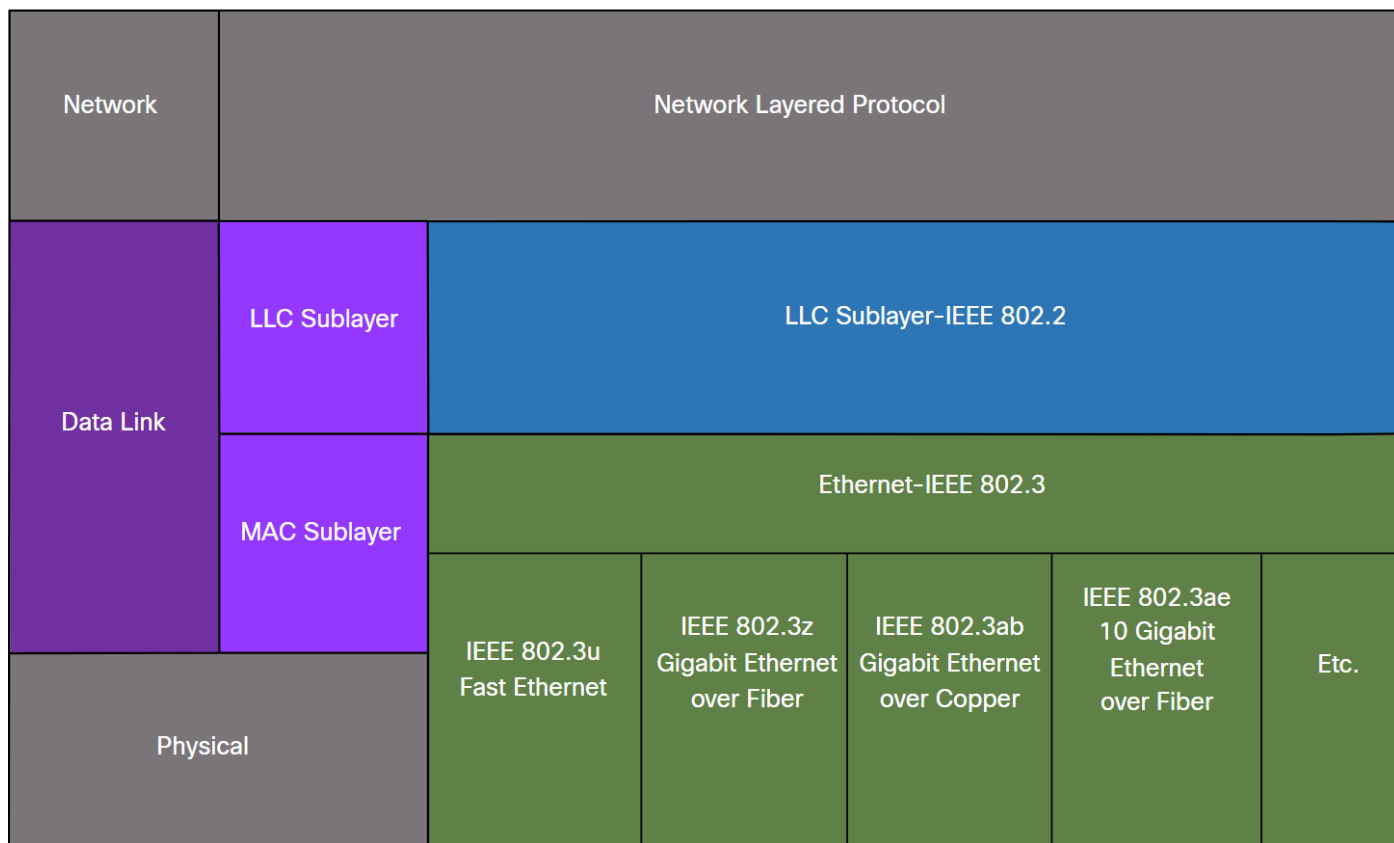 Network
Network Layered Protocol
LLC Sublayer
LLC Sublayer-IEEE 802.2
Data Link
Ethernet-IEEE 802.3
MAC Sublayer
IEEE 802.3u
Fast Ethernet
IEEE 802.3z
Gigabit Ethernet
over Fiber
IEEE 802.3ab
Gigabit Ethernet
over Copper
IEEE 802.3ae
10 Gigabit
Ethernet
over Fiber
Etc.
Physical